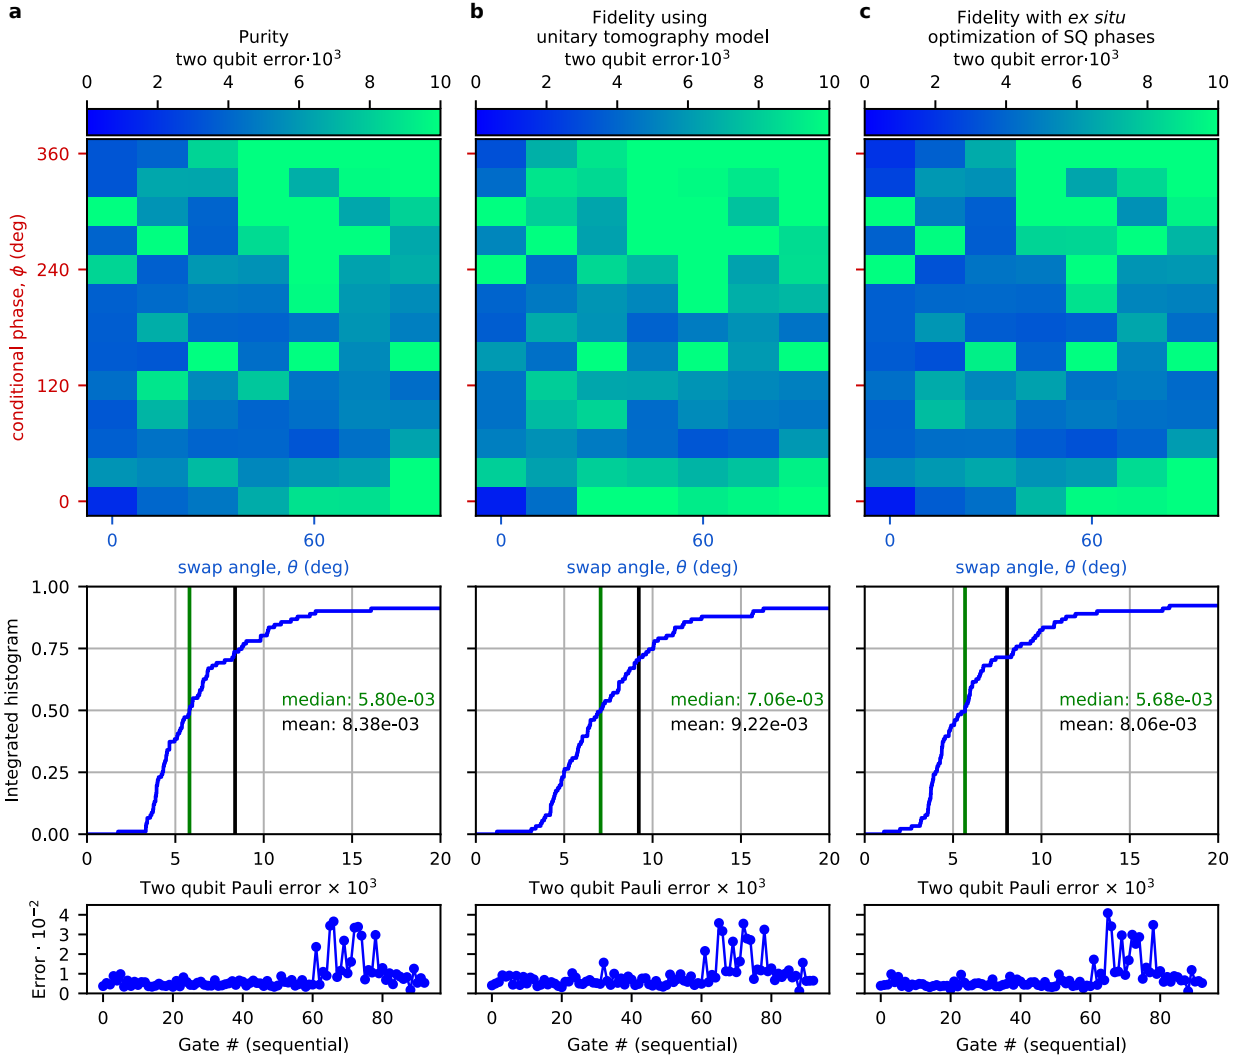 a
Purity
two qubit error·10³
0 2 4 6 8 10
360
240
120
0
conditional phase, ϕ (deg)
0 60
swap angle, θ (deg)
b
Fidelity using
unitary tomography model
two qubit error·10³
0 2 4 6 8 10
0 60
swap angle, θ (deg)
c
Fidelity with ex situ
optimization of SQ phases
two qubit error·10³
0 2 4 6 8 10
0 60
swap angle, θ (deg)
Integrated histogram
1.00
0.75
0.50
0.25
0.00
median: 5.80e-03
mean: 8.38e-03
0 5 10 15 20
Two qubit Pauli error × 10³
median: 7.06e-03
mean: 9.22e-03
0 5 10 15 20
Two qubit Pauli error × 10³
median: 5.68e-03
mean: 8.06e-03
0 5 10 15 20
Two qubit Pauli error × 10³
Error · 10⁻²
4
3
2
1
0
0 20 40 60 80
Gate # (sequential)
0 20 40 60 80
Gate # (sequential)
0 20 40 60 80
Gate # (sequential)